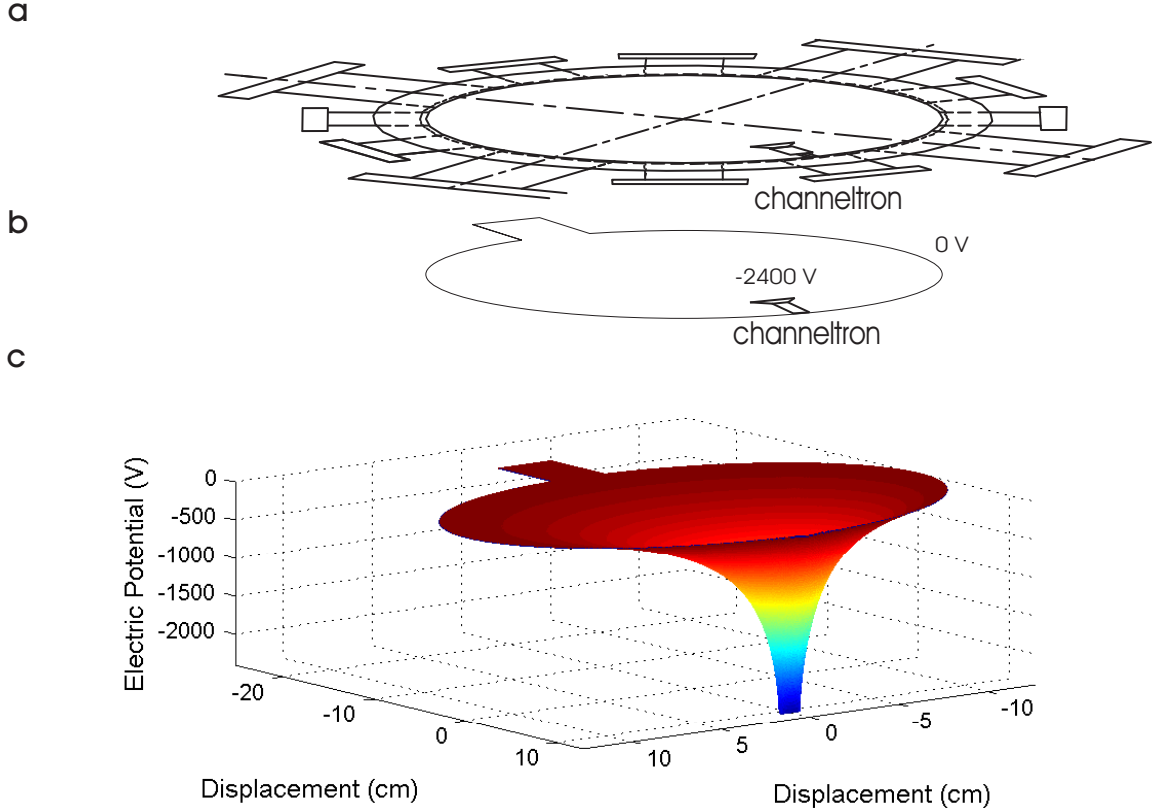 a
channeltron
b
0 V
-2400 V
channeltron
c
Electric Potential (V)
0
-500
-1000
-1500
-2000
-20
-10
0
10
Displacement (cm)
10
5
0
-5
-10
Displacement (cm)